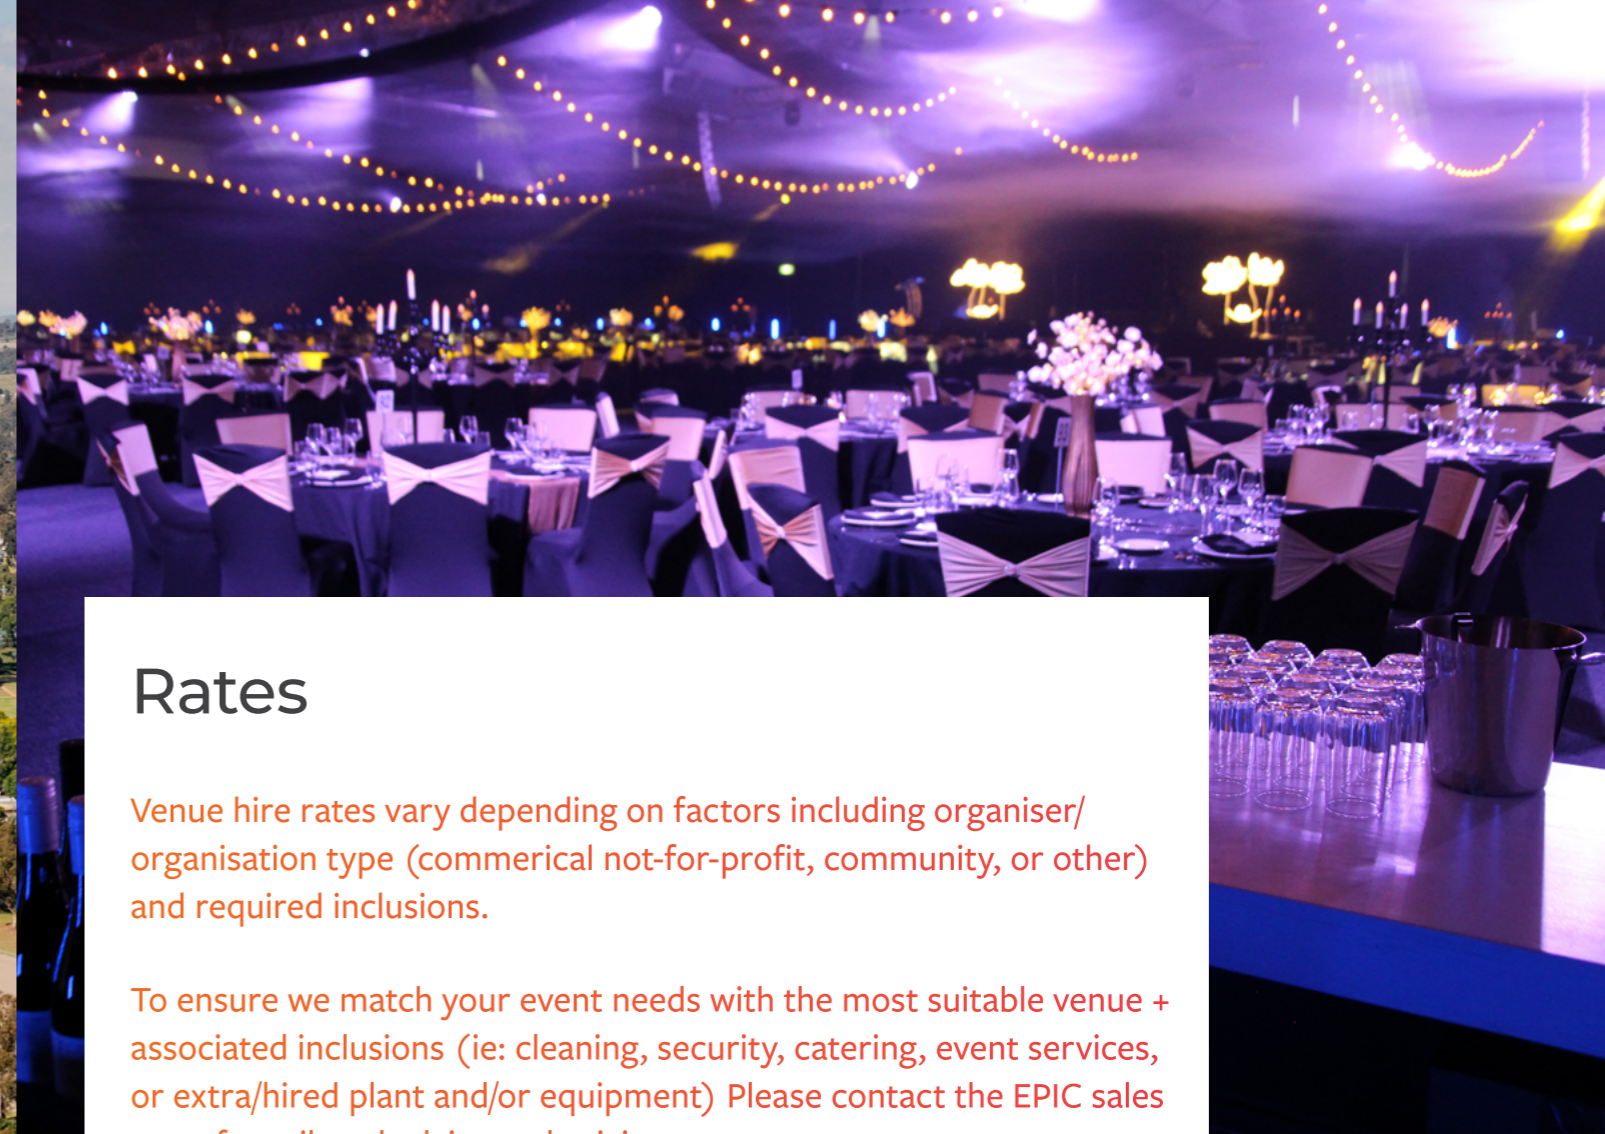 Rates
Venue hire rates vary depending on factors including organiser/
organisation type (commerical not-for-profit, community, or other)
and required inclusions.
To ensure we match your event needs with the most suitable venue +
associated inclusions (ie: cleaning, security, catering, event services,
or extra/hired plant and/or equipment) Please contact the EPIC sales